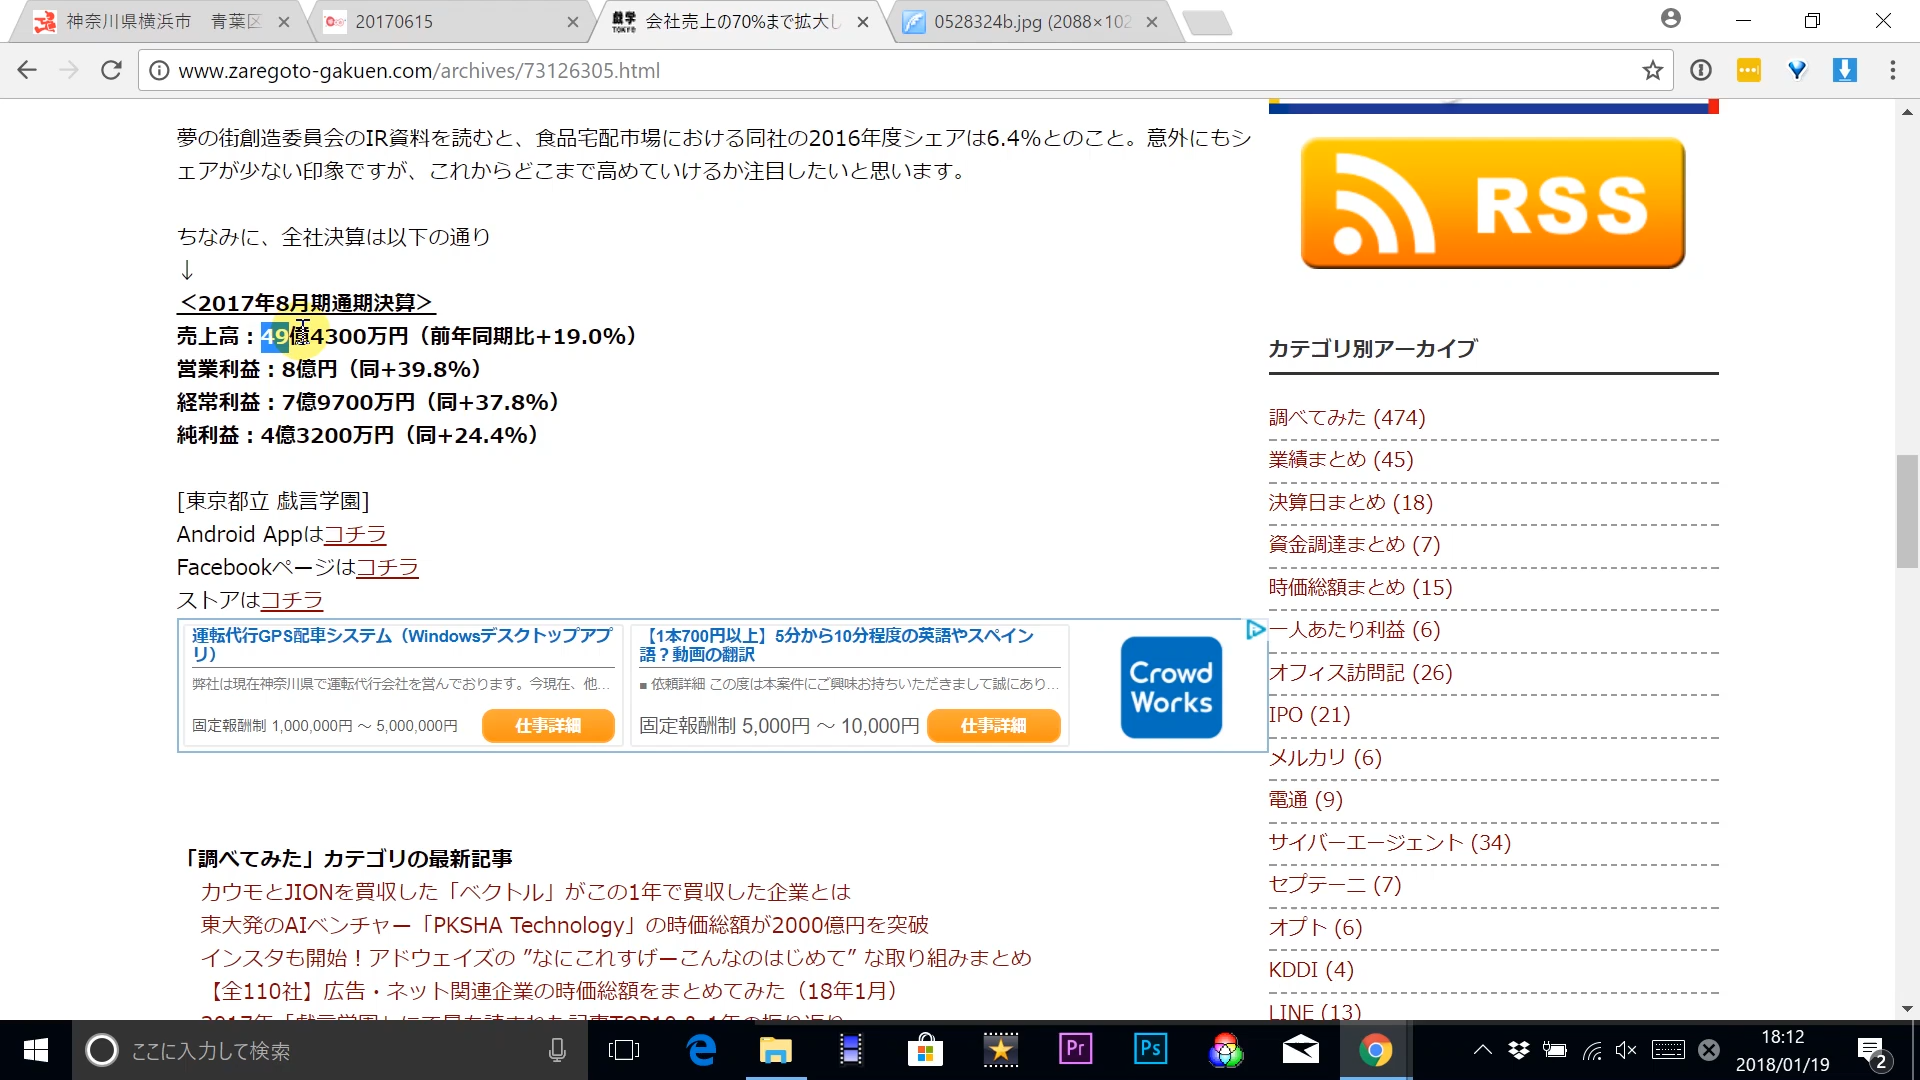 神奈川県横浜市 青葉区
20170615
会社売上の70%まで拡大し
0528324b.jpg (2088×102
www.zaregoto-gakuen.com/archives/73126305.html
夢の街創造委員会のIR資料を読むと、食品宅配市場における同社の2016年度シェアは6.4%とのこと。意外にもシ
ェアが少ない印象ですが、これからどこまで高めていけるか注目したいと思います。
ちなみに、全社決算は以下の通り
↓
＜2017年8月期通期決算＞
売上高：49億4300万円（前年同期比+19.0%）
営業利益：8億円（同+39.8%）
経常利益：7億9700万円（同+37.8%）
純利益：4億3200万円（同+24.4%）
[東京都立 戯言学園]
Android Appはコチラ
Facebookページはコチラ
ストアはコチラ
運転代行GPS配車システム（Windowsデスクトップアプ
リ）
弊社は現在神奈川県で運転代行会社を営んでおります。今現在、他...
固定報酬制 1,000,000円 ～ 5,000,000円
仕事詳細
【1本700円以上】5分から10分程度の英語やスペイン
語？動画の翻訳
■ 依頼詳細 この度は本案件にご興味お持ちいただきまして誠にあり...
固定報酬制 5,000円 ～ 10,000円
仕事詳細
Crowd
Works
「調べてみた」カテゴリの最新記事
カウモとJIONを買収した「ベクトル」がこの1年で買収した企業とは
東大発のAIベンチャー「PKSHA Technology」の時価総額が2000億円を突破
インスタも開始！アドウェイズの ”なにこれすげーこんなのはじめて” な取り組みまとめ
【全110社】広告・ネット関連企業の時価総額をまとめてみた（18年1月）
RSS
カテゴリ別アーカイブ
調べてみた (474)
業績まとめ (45)
決算日まとめ (18)
資金調達まとめ (7)
時価総額まとめ (15)
一人あたり利益 (6)
オフィス訪問記 (26)
IPO (21)
メルカリ (6)
電通 (9)
サイバーエージェント (34)
セプテーニ (7)
オプト (6)
KDDI (4)
LINE (13)
ここに入力して検索
Pr
Ps
18:12
2018/01/19
2